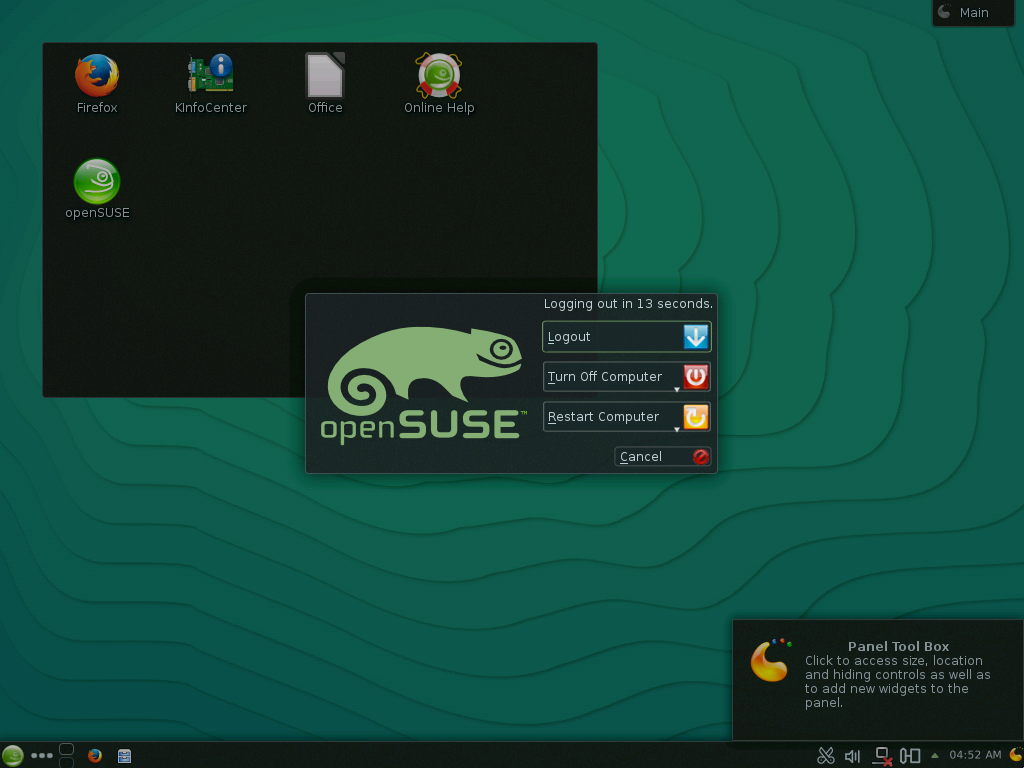 Main
Firefox
KInfoCenter
Office
Online Help
openSUSE
Logging out in 13 seconds.
Logout
Turn Off Computer
Restart Computer
Cancel
openSUSE™
Panel Tool Box
Click to access size, location
and hiding controls as well as
to add new widgets to the
panel.
04:52 AM